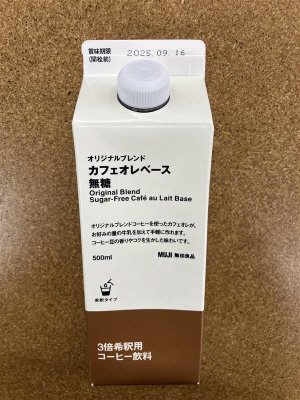 賞味期限
(開栓前)
2025.09.16
オリジナルブレンド
カフェオレベース
無糖
Original Blend
Sugar-Free Café au Lait Base
オリジナルブレンドコーヒーを使ったカフェオレが、
お好みの量の牛乳を加えて手軽に作れます。
コーヒー豆の香りやコクを生かした味わいです。
500ml
MUJI 無印良品
希釈タイプ
3倍希釈用
コーヒー飲料